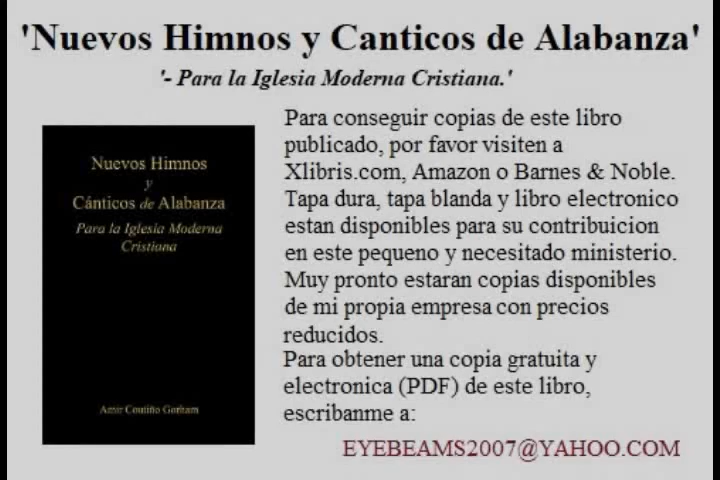 'Nuevos Himnos y Canticos de Alabanza'
'- Para la Iglesia Moderna Cristiana.'
Nuevos Himnos
y
Cánticos de Alabanza
Para la Iglesia Moderna
Cristiana
Amir Coutiño Gorham
Para conseguir copias de este libro
publicado, por favor visiten a
Xlibris.com, Amazon o Barnes & Noble.
Tapa dura, tapa blanda y libro electronico
estan disponibles para su contribuicion
en este pequeno y necesitado ministerio.
Muy pronto estaran copias disponibles
de mi propia empresa con precios
reducidos.
Para obtener una copia gratuita y
electronica (PDF) de este libro,
escribanme a:
EYEBEAMS2007@YAHOO.COM